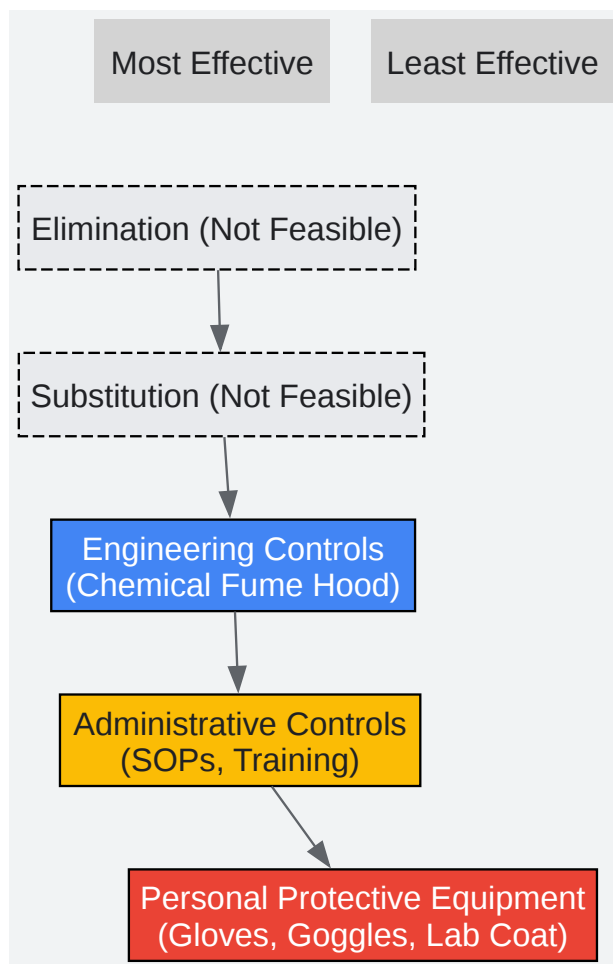 Most Effective
Least Effective
Elimination (Not Feasible)
Substitution (Not Feasible)
Engineering Controls
(Chemical Fume Hood)
Administrative Controls
(SOPs, Training)
Personal Protective Equipment
(Gloves, Goggles, Lab Coat)